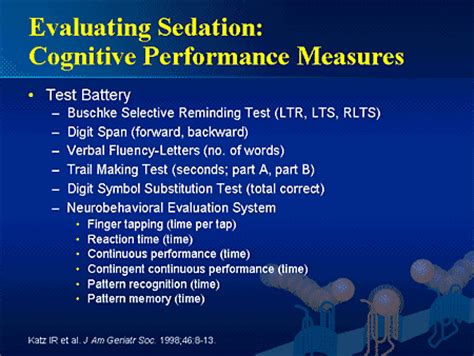 Evaluating Sedation:
Cognitive Performance Measures
• Test Battery
– Buschke Selective Reminding Test (LTR, LTS, RLTS)
– Digit Span (forward, backward)
– Verbal Fluency-Letters (no. of words)
– Trail Making Test (seconds; part A, part B)
– Digit Symbol Substitution Test (total correct)
– Neurobehavioral Evaluation System
• Finger tapping (time per tap)
• Reaction time (time)
• Continuous performance (time)
• Contingent continuous performance (time)
• Pattern recognition (time)
• Pattern memory (time)
Katz IR et al. J Am Geriatr Soc. 1998;46:8-13.